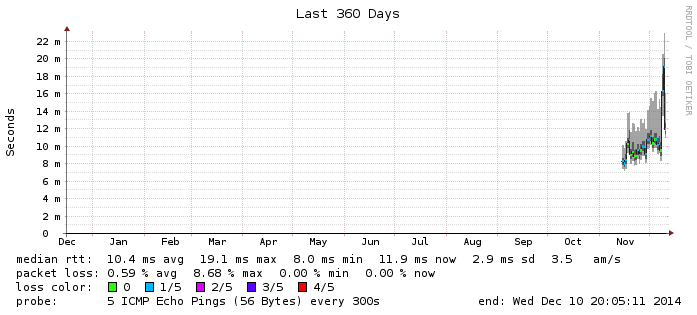 Last 360 Days
RRDTOOL / TOBI OETIKER
Seconds
22 m
20 m
18 m
16 m
14 m
12 m
10 m
8 m
6 m
4 m
2 m
0
Dec Jan Feb Mar Apr May Jun Jul Aug Sep Oct Nov
median rtt: 10.4 ms avg 19.1 ms max 8.0 ms min 11.9 ms now 2.9 ms sd 3.5 am/s
packet loss: 0.59 % avg 8.68 % max 0.00 % min 0.00 % now
loss color: 0 1/5 2/5 3/5 4/5
probe: 5 ICMP Echo Pings (56 Bytes) every 300s end: Wed Dec 10 20:05:11 2014